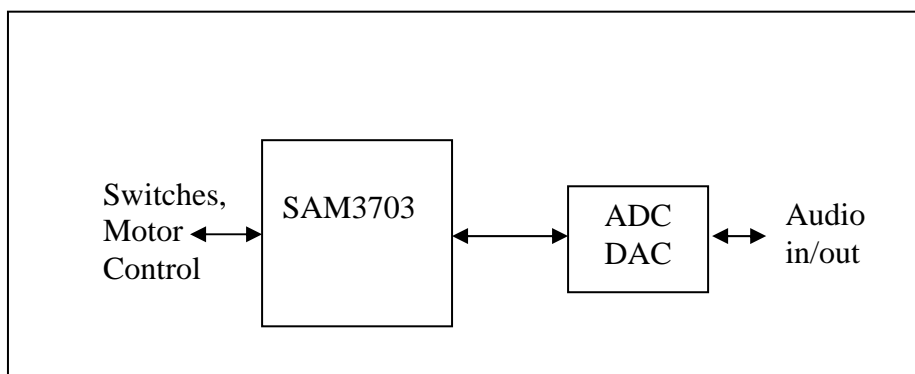 Switches,
Motor
Control
SAM3703
ADC
DAC
Audio
in/out